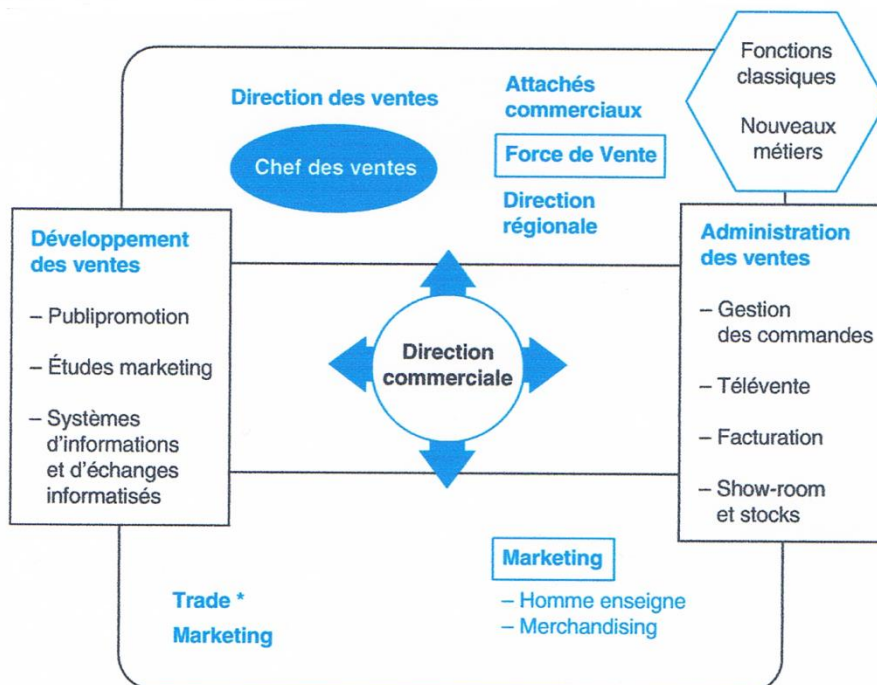 Fonctions
classiques
Nouveaux
métiers
Direction des ventes
Attachés
commerciaux
Chef des ventes
Force de Vente
Direction
régionale
Développement
des ventes
– Publipromotion
– Études marketing
– Systèmes
d'informations
et d'échanges
informatisés
Direction
commerciale
Administration
des ventes
– Gestion
des commandes
– Télévente
– Facturation
– Show-room
et stocks
Trade *
Marketing
Marketing
– Homme enseigne
– Merchandising